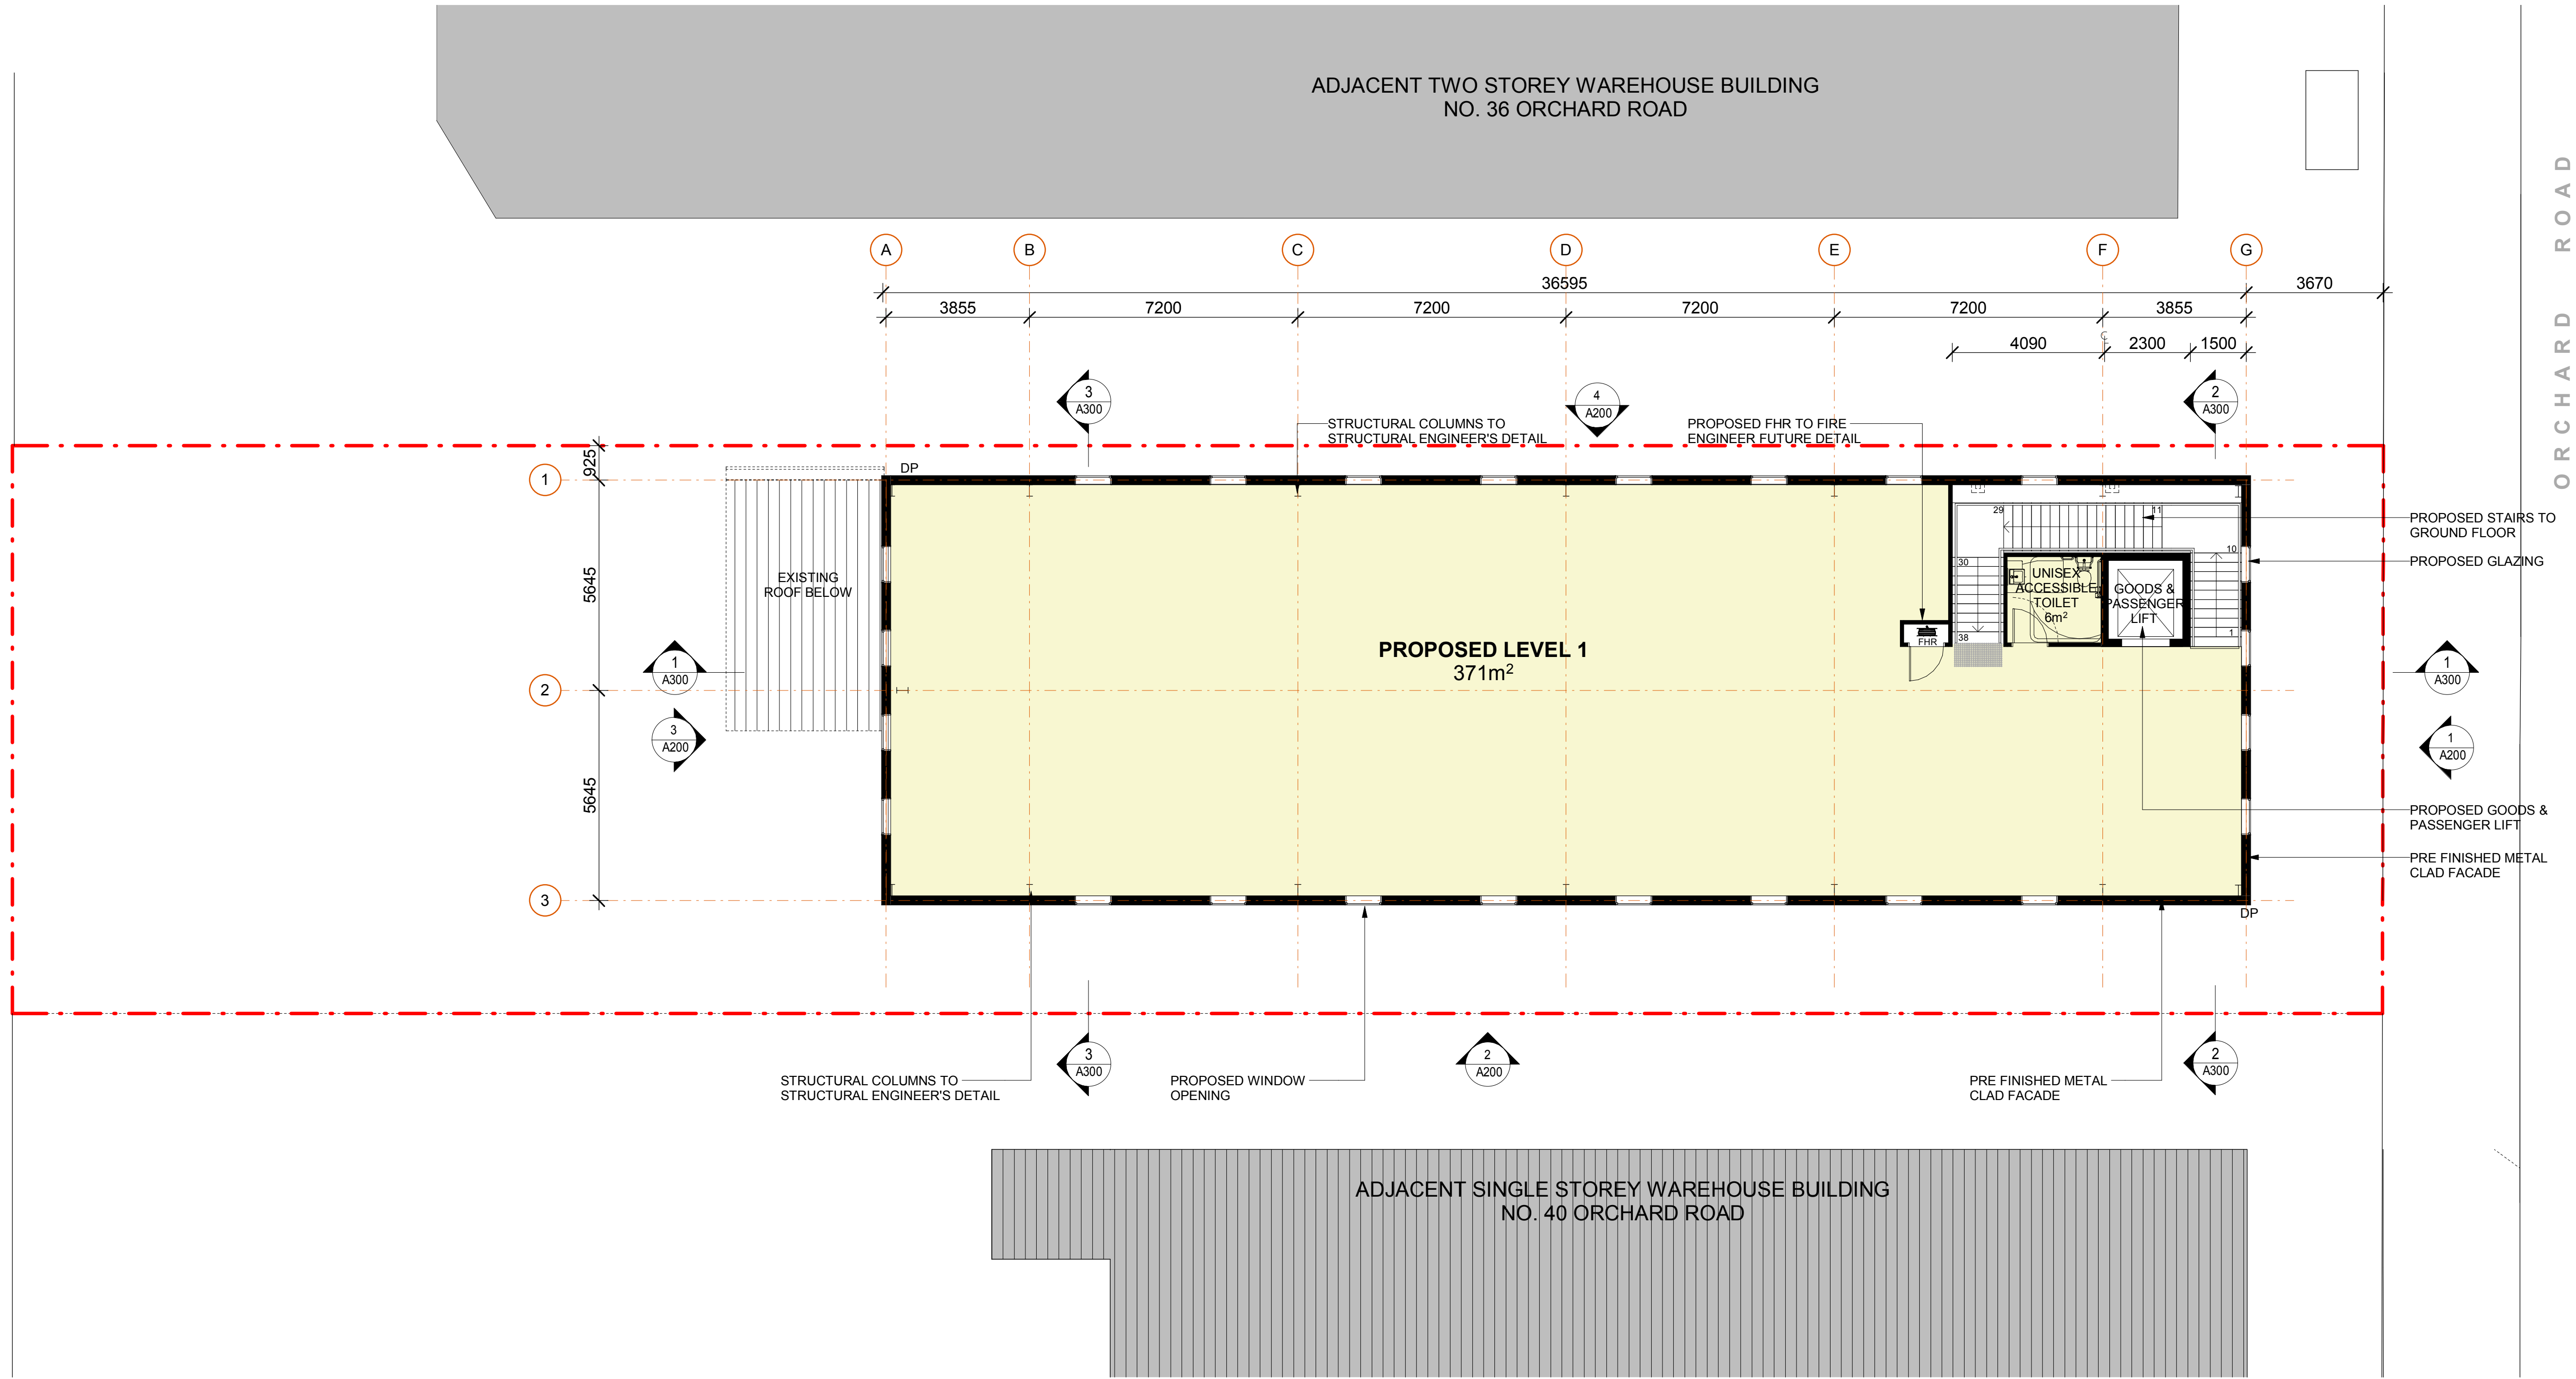 ADJACENT TWO STOREY WAREHOUSE BUILDING
NO. 36 ORCHARD ROAD
ORCHARD ROAD
A
B
C
D
E
F
G
36595
3670
3855
7200
7200
7200
7200
3855
4090
2300
1500
3
A300
4
A200
2
A300
STRUCTURAL COLUMNS TO
STRUCTURAL ENGINEER'S DETAIL
PROPOSED FHR TO FIRE
ENGINEER FUTURE DETAIL
925
1
DP
29
11
PROPOSED STAIRS TO
GROUND FLOOR
10
PROPOSED GLAZING
30
5645
EXISTING
ROOF BELOW
UNISEX
ACCESSIBLE
TOILET
6m²
GOODS &
PASSENGER
LIFT
38
1
FHR
PROPOSED LEVEL 1
371m²
1
A300
1
A300
2
3
A200
1
A200
5645
PROPOSED GOODS &
PASSENGER LIFT
PRE FINISHED METAL
CLAD FACADE
3
DP
3
A300
2
A200
2
A300
STRUCTURAL COLUMNS TO
STRUCTURAL ENGINEER'S DETAIL
PROPOSED WINDOW
OPENING
PRE FINISHED METAL
CLAD FACADE
ADJACENT SINGLE STOREY WAREHOUSE BUILDING
NO. 40 ORCHARD ROAD